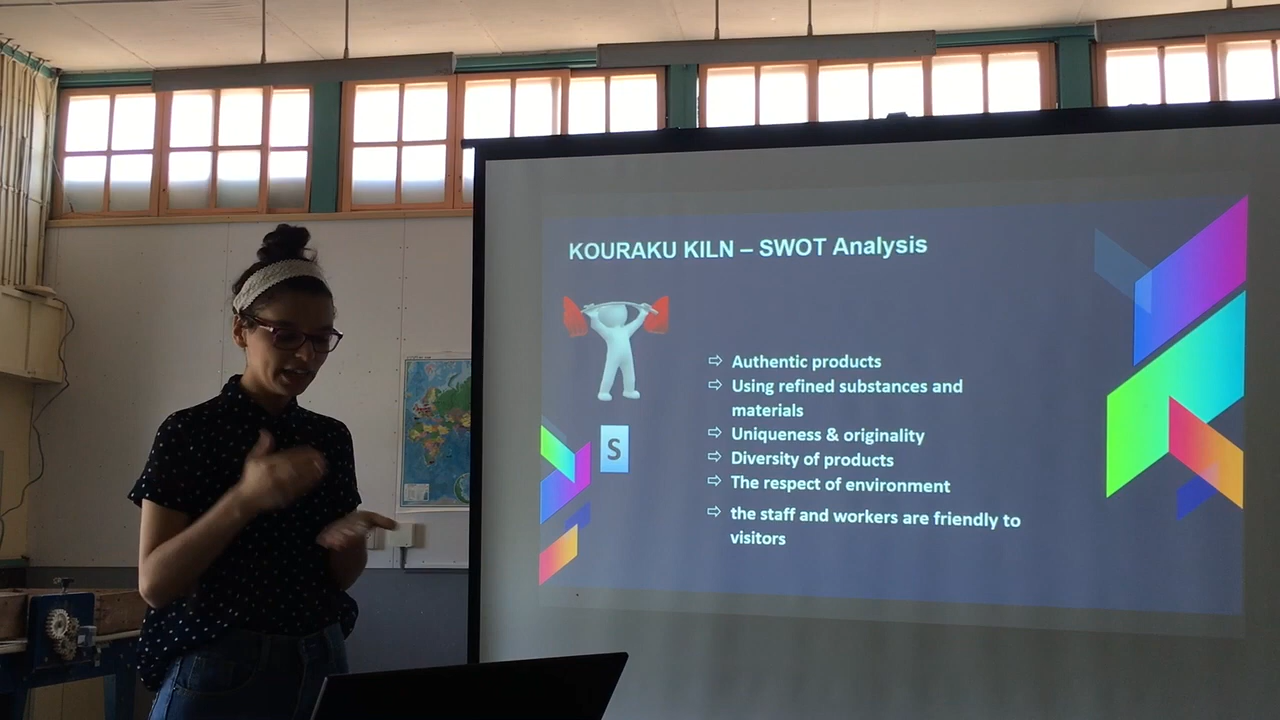 KOURAKU KILN – SWOT Analysis
⇨ Authentic products
⇨ Using refined substances and
materials
⇨ Uniqueness & originality
⇨ Diversity of products
⇨ The respect of environment
⇨ the staff and workers are friendly to
visitors
S